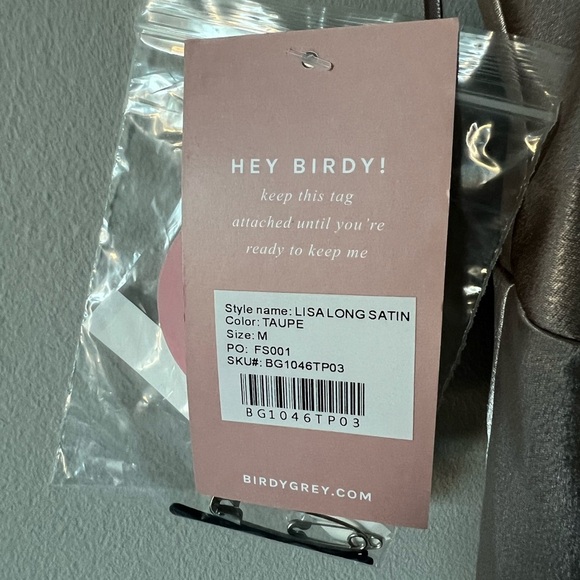 HEY BIRDY!
keep this tag
attached until you're
ready to keep me
Style name: LISA LONG SATIN
Color: TAUPE
Size: M
PO: FS001
SKU#: BG1046TP03
BG1046TP03
BIRDYGREY.COM